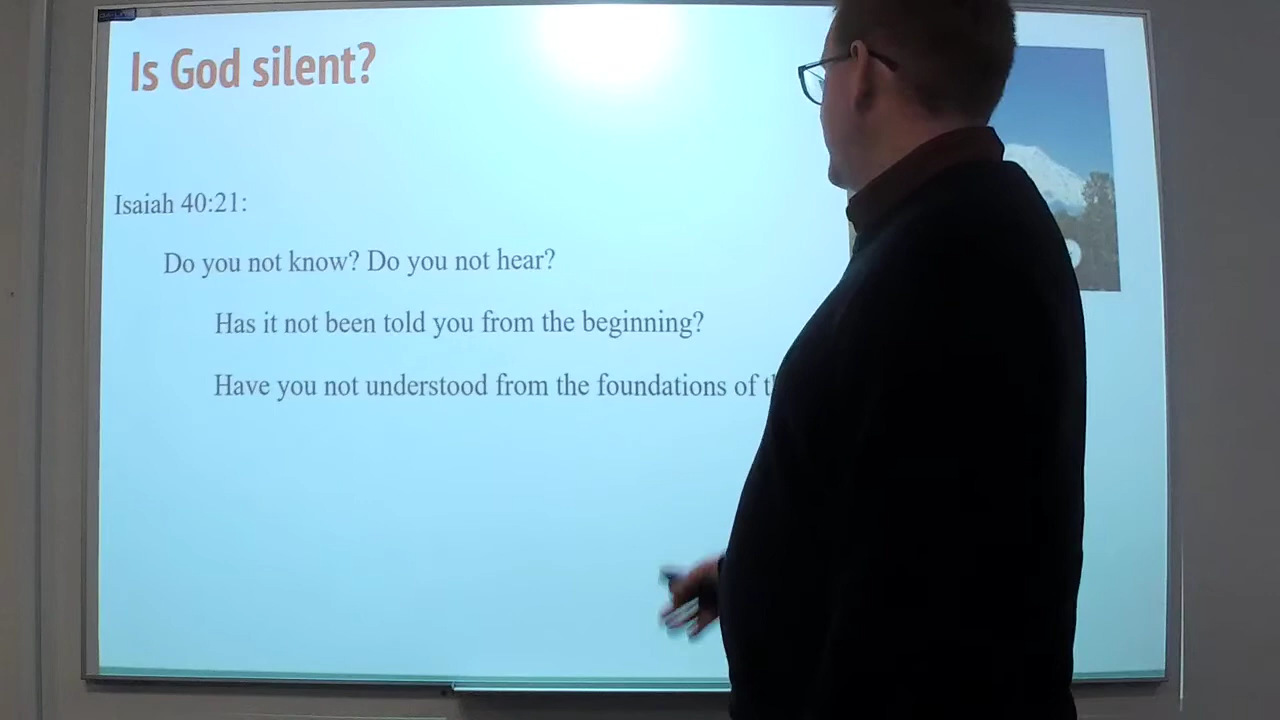 Is God silent?
Isaiah 40:21:
Do you not know? Do you not hear?
Has it not been told you from the beginning?
Have you not understood from the foundations of